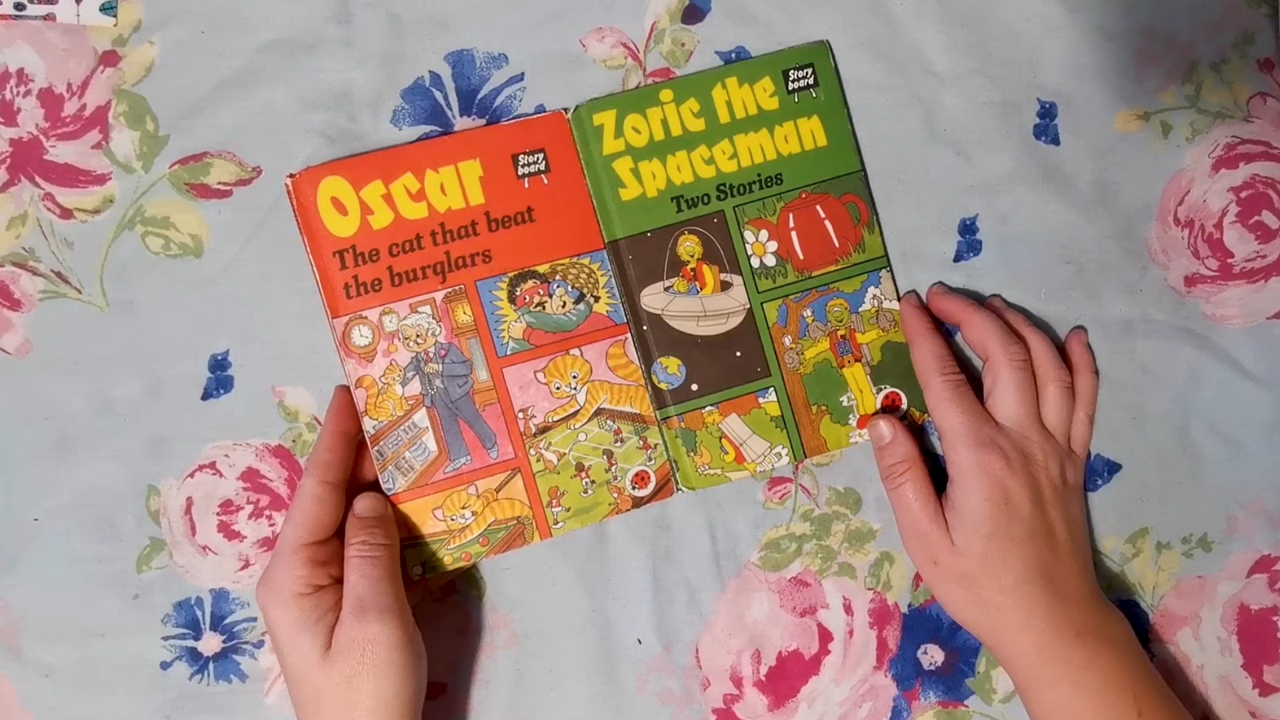 Oscar
Story
board
The cat that beat
the burglars
Zoric the
Spaceman
Story
board
Two Stories